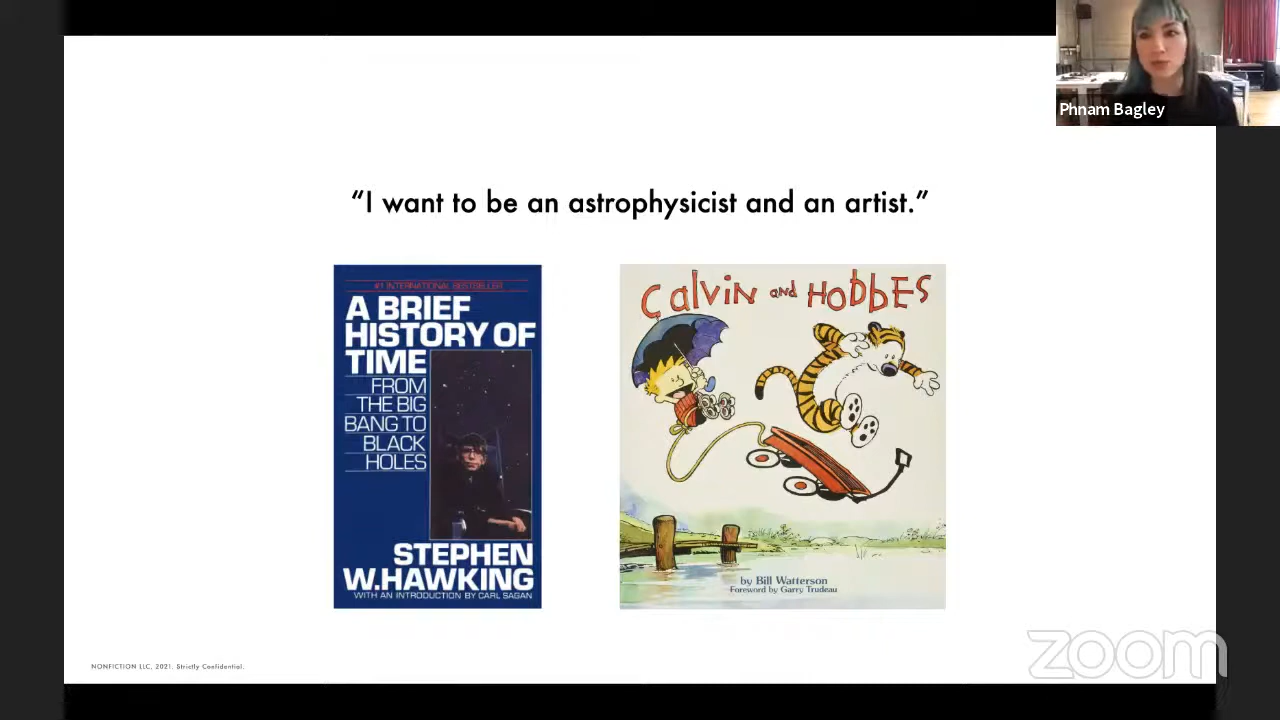 Phnam Bagley
“I want to be an astrophysicist and an artist.”
#1 INTERNATIONAL BESTSELLER
A BRIEF
HISTORY OF
TIME
FROM
THE BIG
BANG TO
BLACK
HOLES
STEPHEN
W.HAWKING
WITH AN INTRODUCTION BY CARL SAGAN
CALVIN and HOBBES
by Bill Watterson
Foreword by Garry Trudeau
NONFICTION LLC, 2021. Strictly Confidential.
zoom